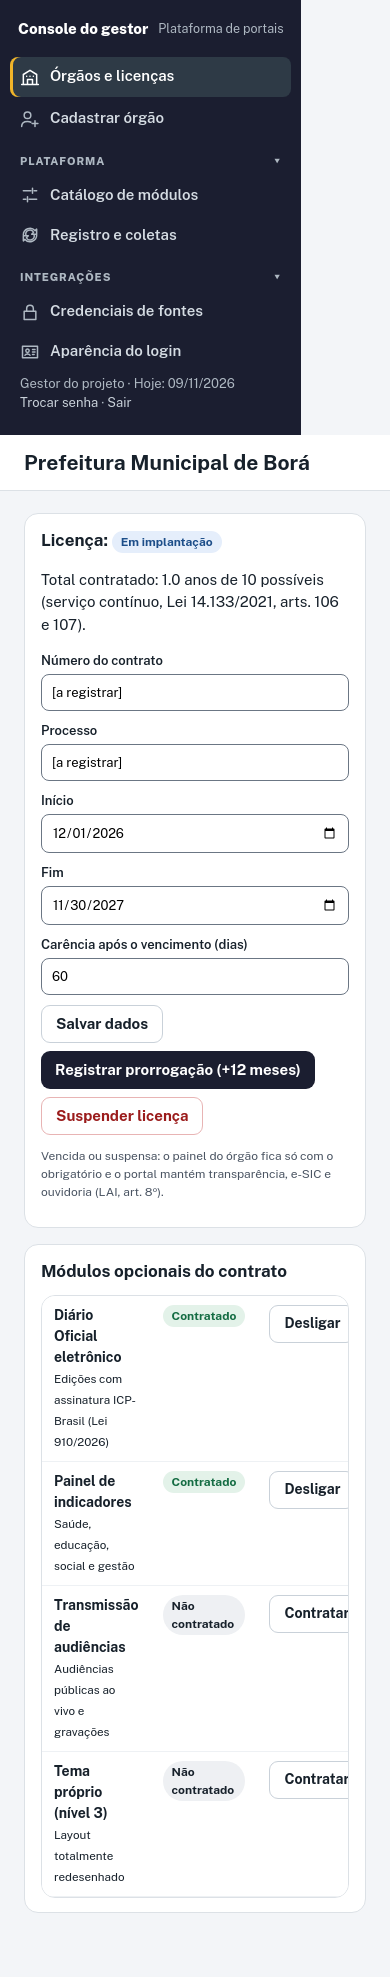 Console do gestor Plataforma de portais
Órgãos e licenças
Cadastrar órgão
PLATAFORMA
Catálogo de módulos
Registro e coletas
INTEGRAÇÕES
Credenciais de fontes
Aparência do login
Gestor do projeto · Hoje: 09/11/2026
Trocar senha · Sair
Prefeitura Municipal de Borá
Licença: Em implantação
Total contratado: 1.0 anos de 10 possíveis
(serviço contínuo, Lei 14.133/2021, arts. 106
e 107).
Número do contrato
[a registrar]
Processo
[a registrar]
Início
12/01/2026
Fim
11/30/2027
Carência após o vencimento (dias)
60
Salvar dados
Registrar prorrogação (+12 meses)
Suspender licença
Vencida ou suspensa: o painel do órgão fica só com o
obrigatório e o portal mantém transparência, e-SIC e
ouvidoria (LAI, art. 8º).
Módulos opcionais do contrato
Diário
Oficial
eletrônico
Edições com
assinatura ICP-
Brasil (Lei
910/2026)
Contratado
Desligar
Painel de
indicadores
Saúde,
educação,
social e gestão
Contratado
Desligar
Transmissão
de
audiências
Audiências
públicas ao
vivo e
gravações
Não
contratado
Contratar
Tema
próprio
(nível 3)
Layout
totalmente
redesenhado
Não
contratado
Contratar